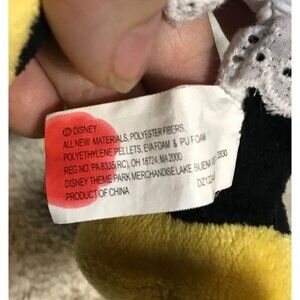 © DISNEY
ALL NEW MATERIALS, POLYESTER FIBERS,
POLYETHYLENE PELLETS, EVA FOAM & PU FOAM
REG NO. PA 8335(RC), OH 18724, MA 2000
DISNEY THEME PARK MERCHANDISE LAKE, BUENA 2830
PRODUCT OF CHINA